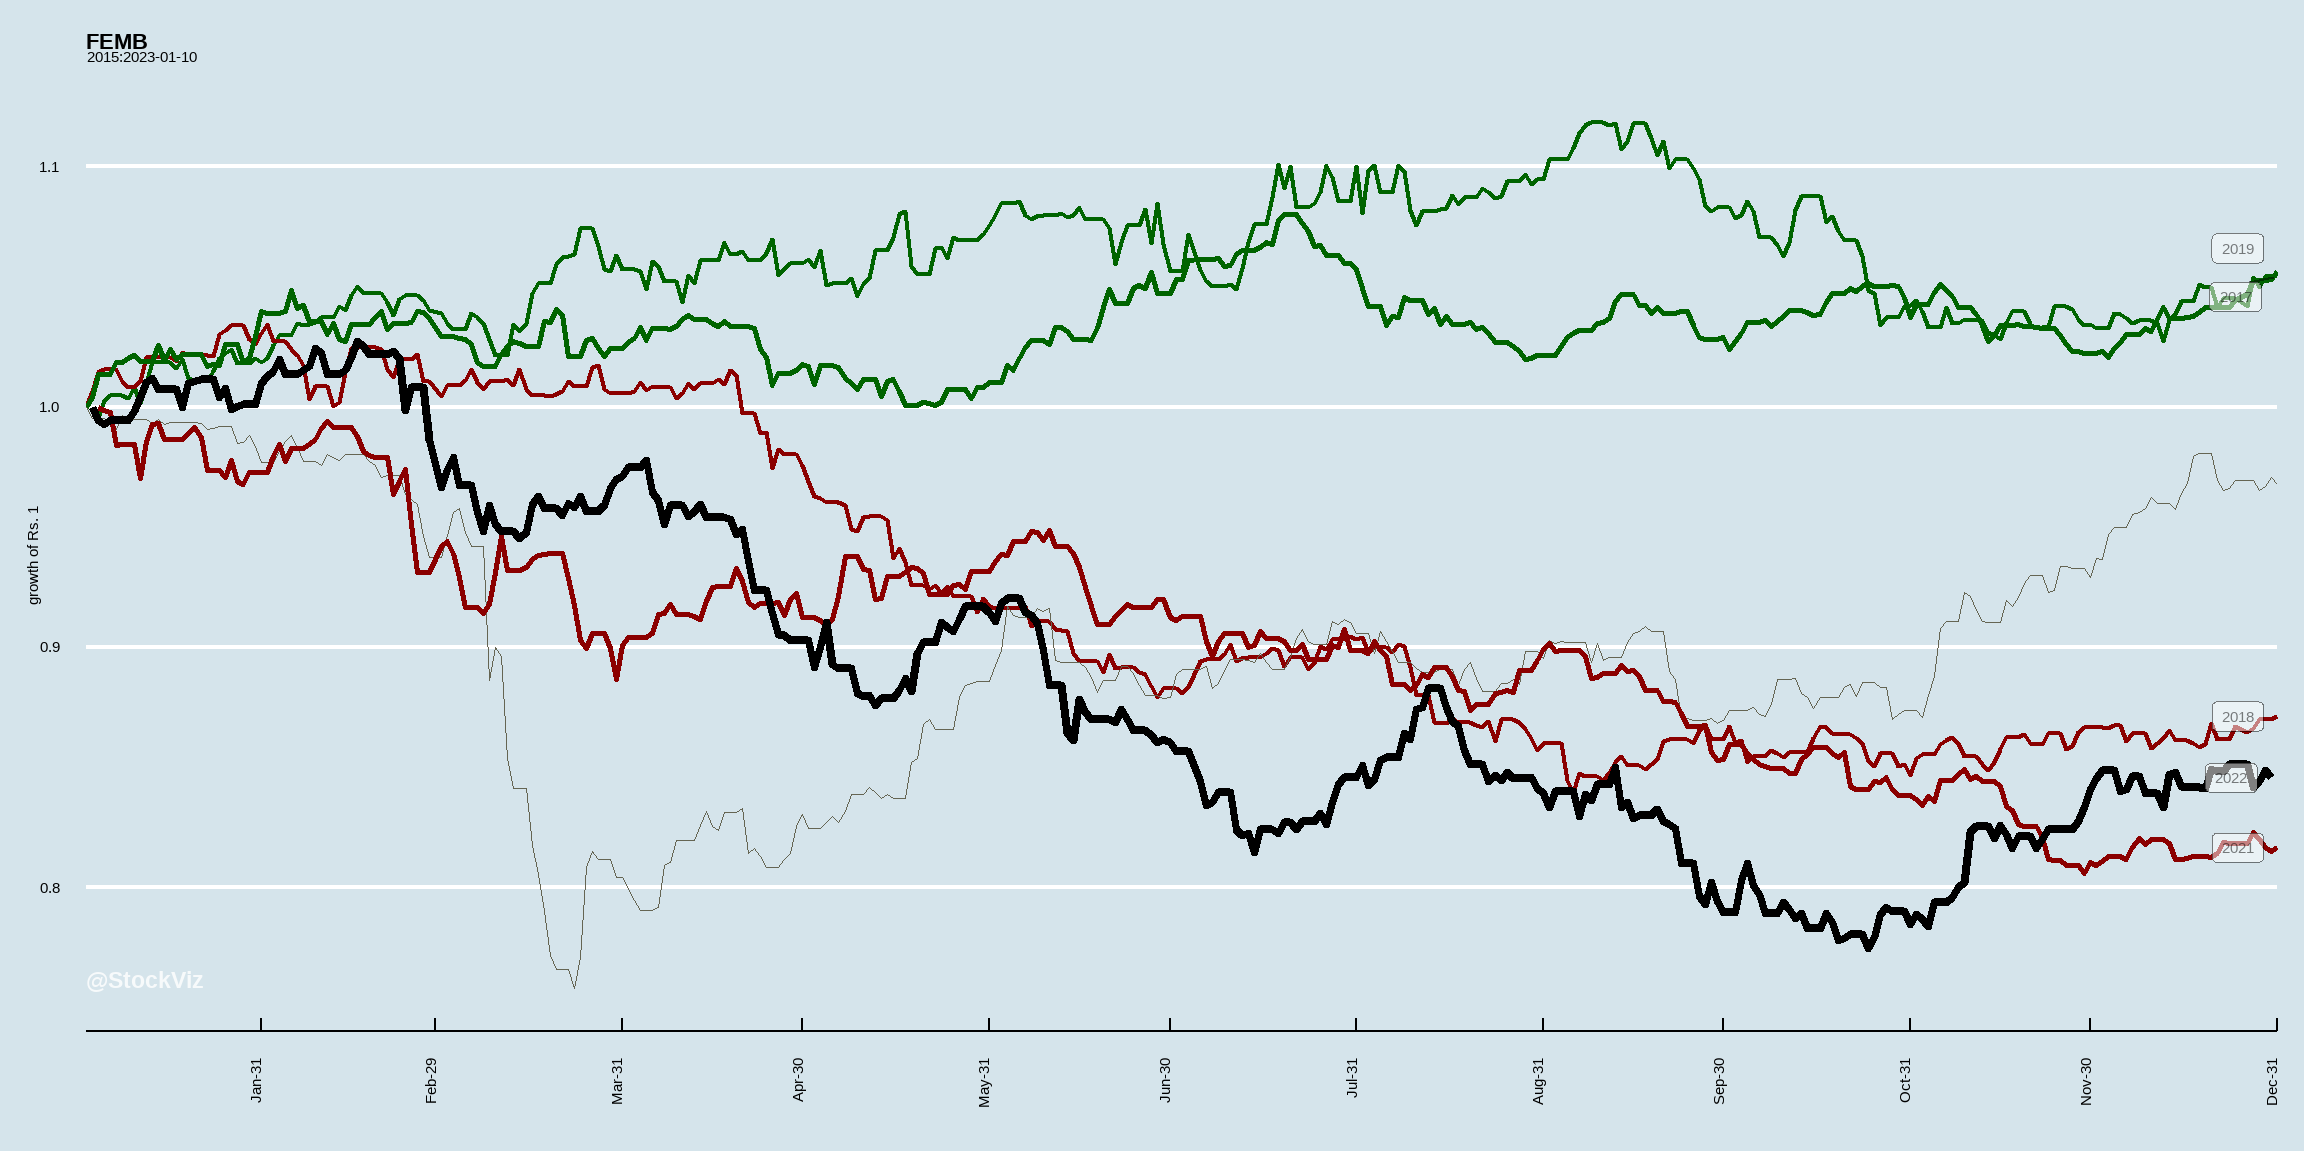 FEMB
2015:2023-01-10
1.1
1.0
0.9
0.8
growth of Rs. 1
2019
2017
2018
2022
2021
@StockViz
Jan-31
Feb-29
Mar-31
Apr-30
May-31
Jun-30
Jul-31
Aug-31
Sep-30
Oct-31
Nov-30
Dec-31